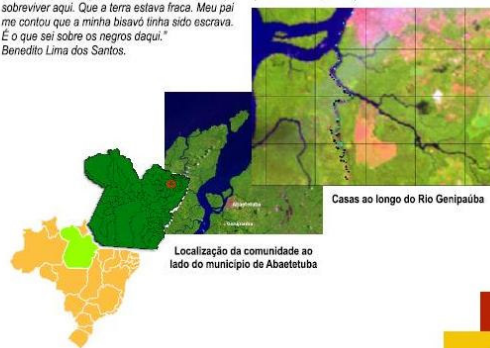 sobreviver aqui. Que a terra estava fraca. Meu pai
me contou que a minha bisavó tinha sido escrava.
É o que sei sobre os negros daqui."
Benedito Lima dos Santos.
Abaetetuba
Casas ao longo do Rio Genipaúba
Localização da comunidade ao
lado do município de Abaetetuba